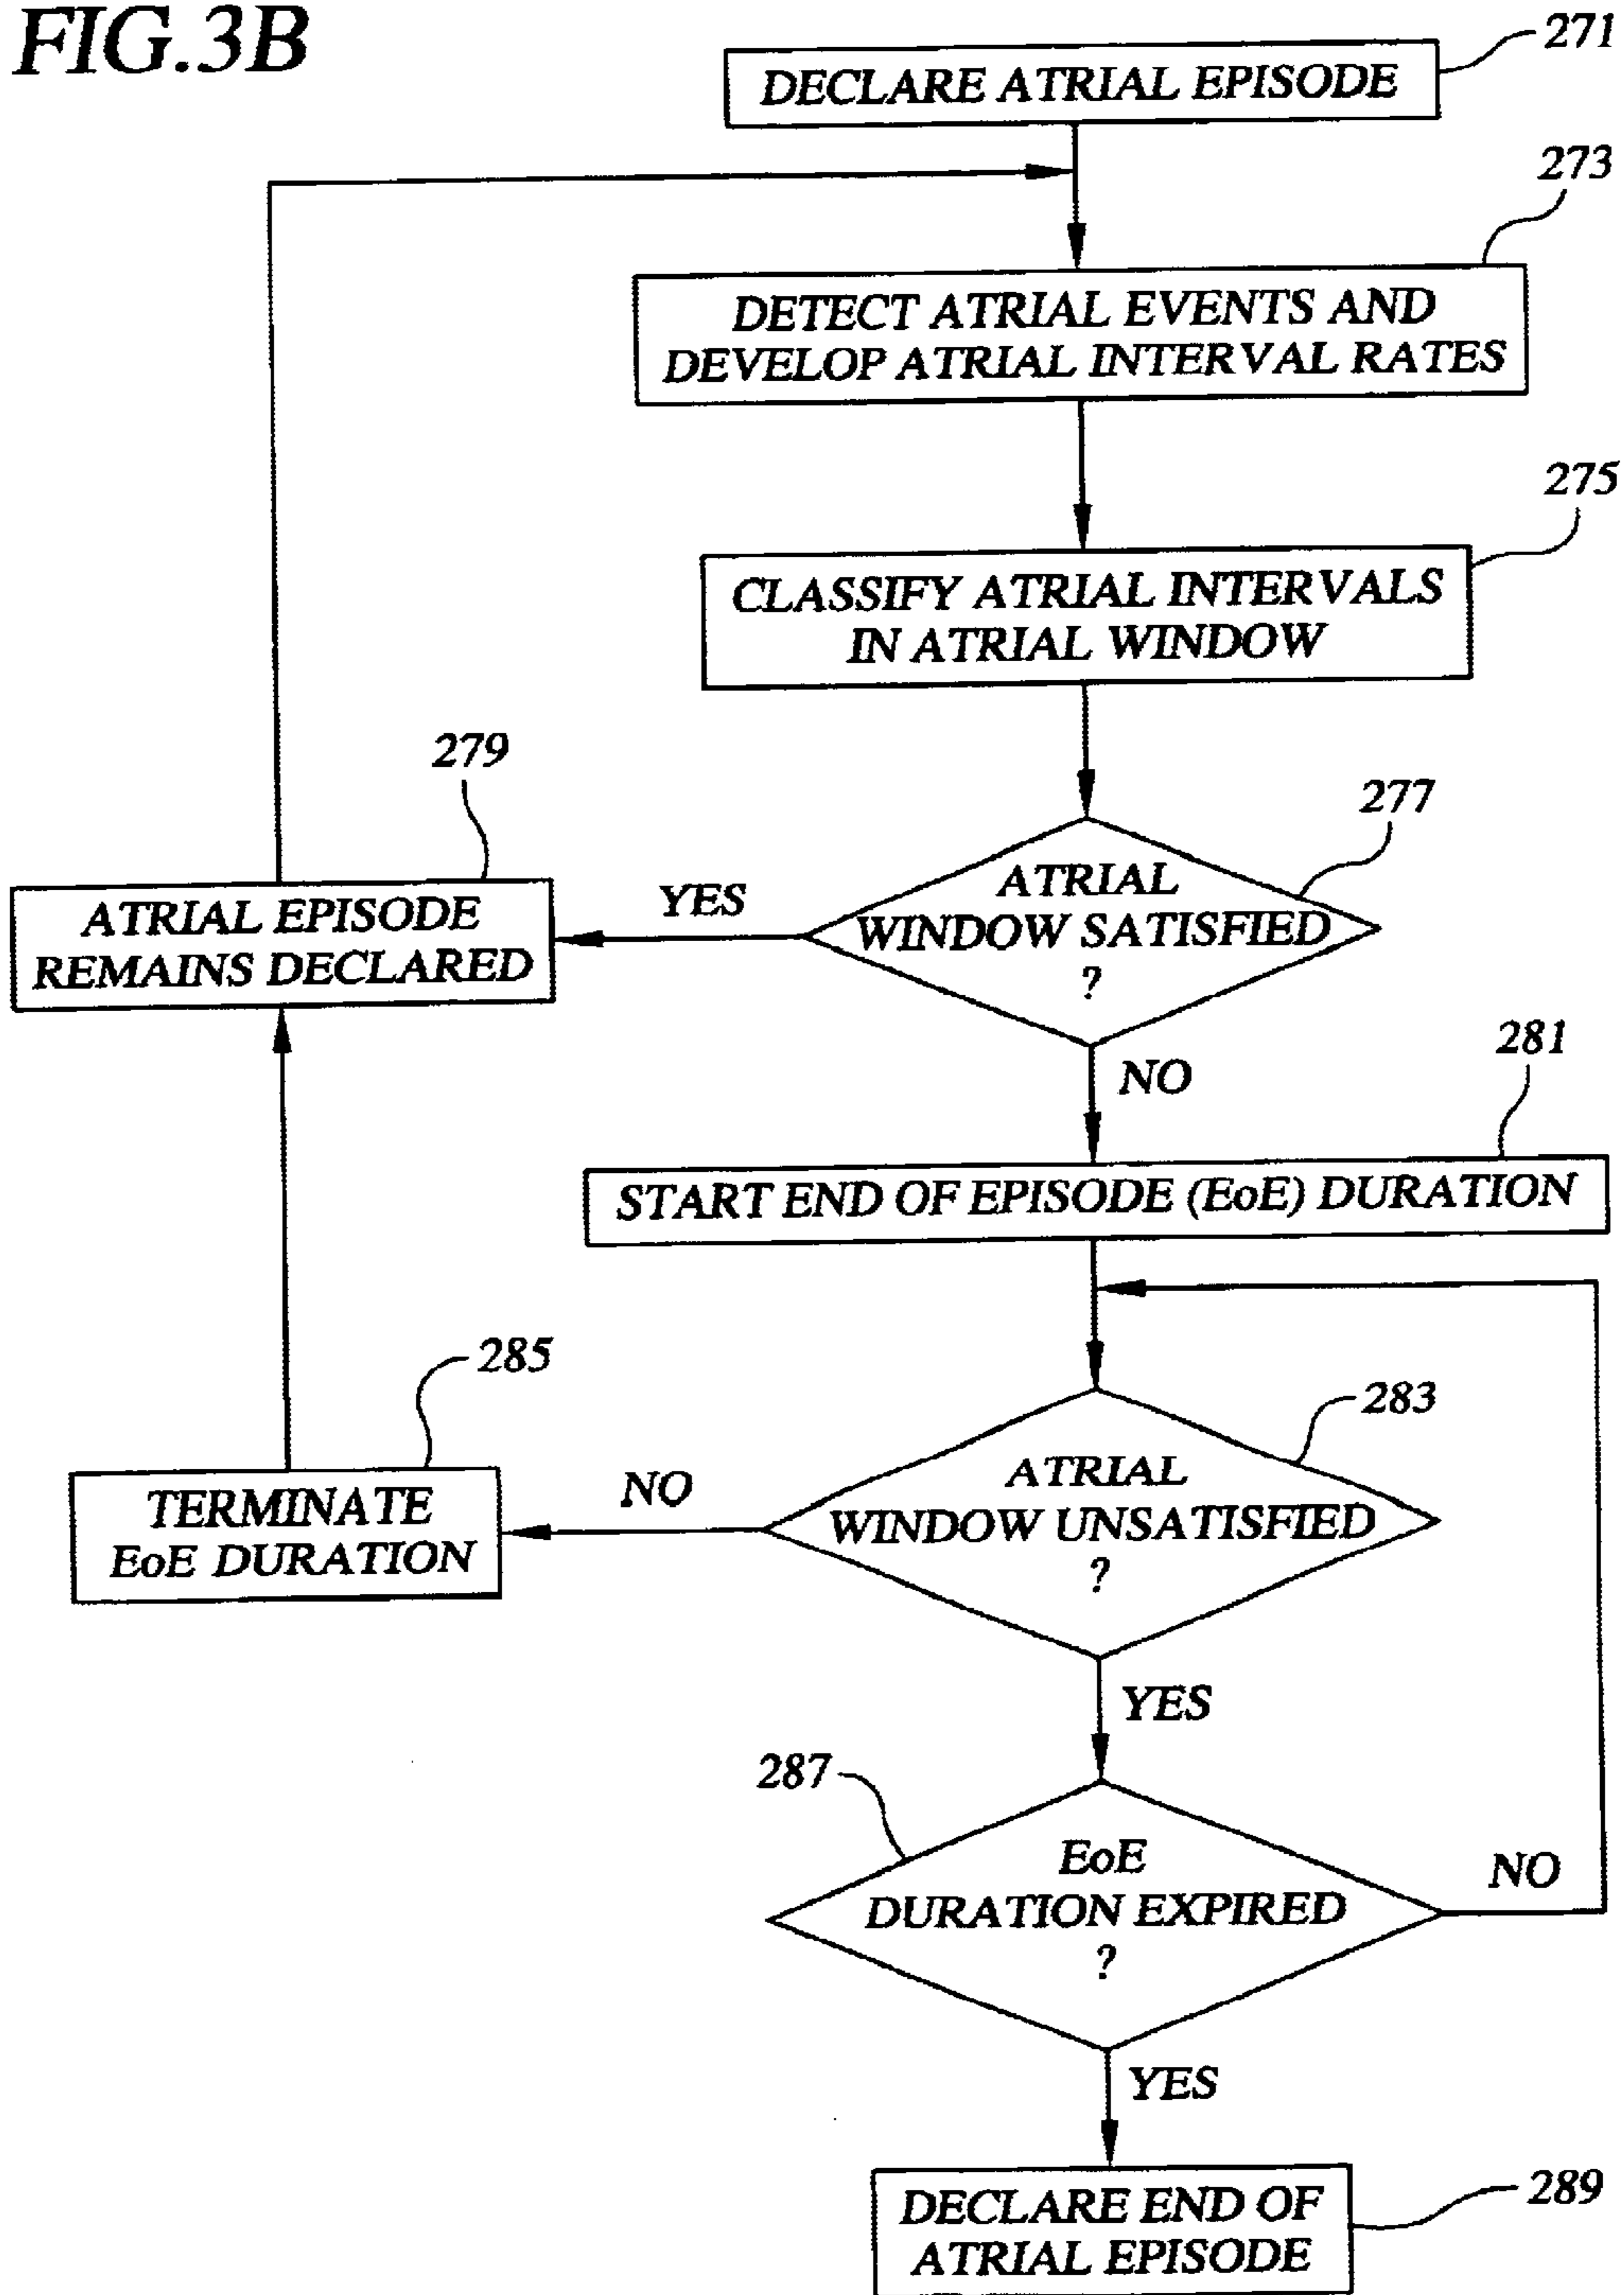 FIG.3B
271
DECLARE ATRIAL EPISODE
273
DETECT ATRIAL EVENTS AND
DEVELOP ATRIAL INTERVAL RATES
275
CLASSIFY ATRIAL INTERVALS
IN ATRIAL WINDOW
279
277
ATRIAL EPISODE
REMAINS DECLARED
YES
ATRIAL
WINDOW SATISFIED
?
NO
281
START END OF EPISODE (EoE) DURATION
285
283
TERMINATE
EoE DURATION
NO
ATRIAL
WINDOW UNSATISFIED
?
YES
287
EoE
DURATION EXPIRED
?
NO
YES
DECLARE END OF
ATRIAL EPISODE
289